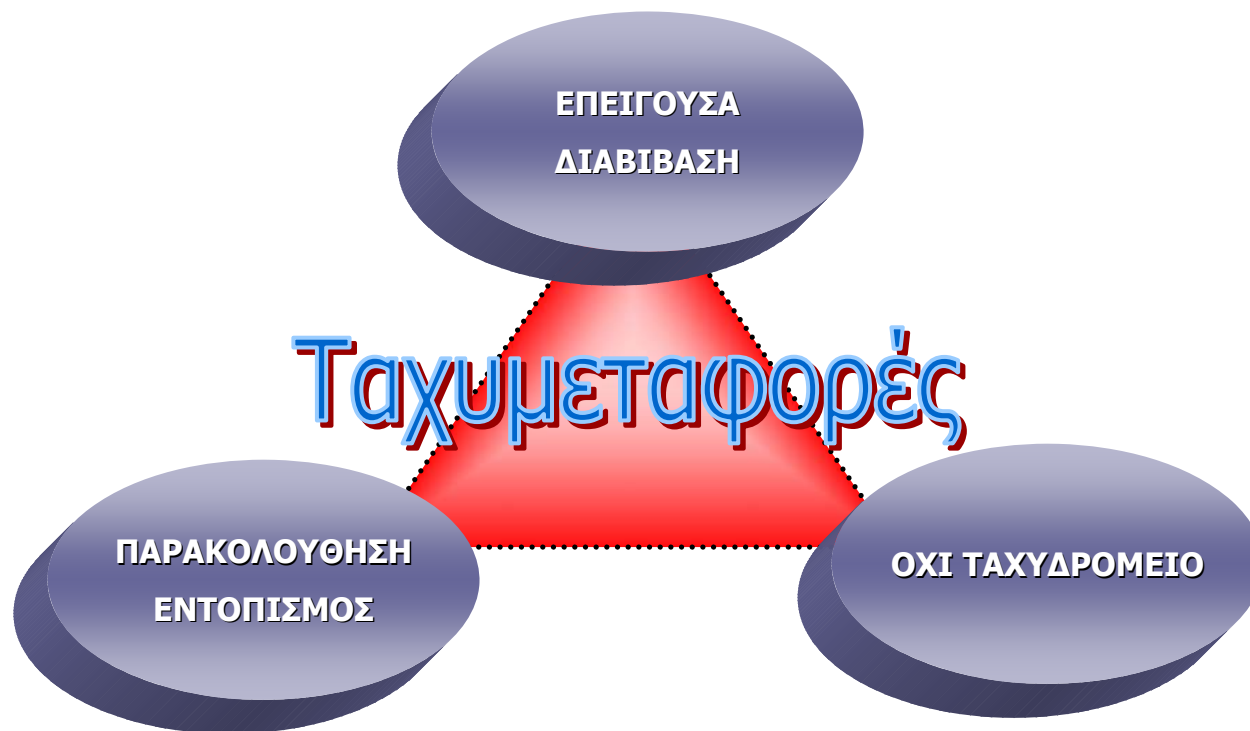 ΕΠΕΙΓΟΥΣΑ
ΔΙΑΒΙΒΑΣΗ
Ταχυμεταφορές
ΠΑΡΑΚΟΛΟΥΘΗΣΗ
ΕΝΤΟΠΙΣΜΟΣ
ΟΧΙ ΤΑΧΥΔΡΟΜΕΙΟ